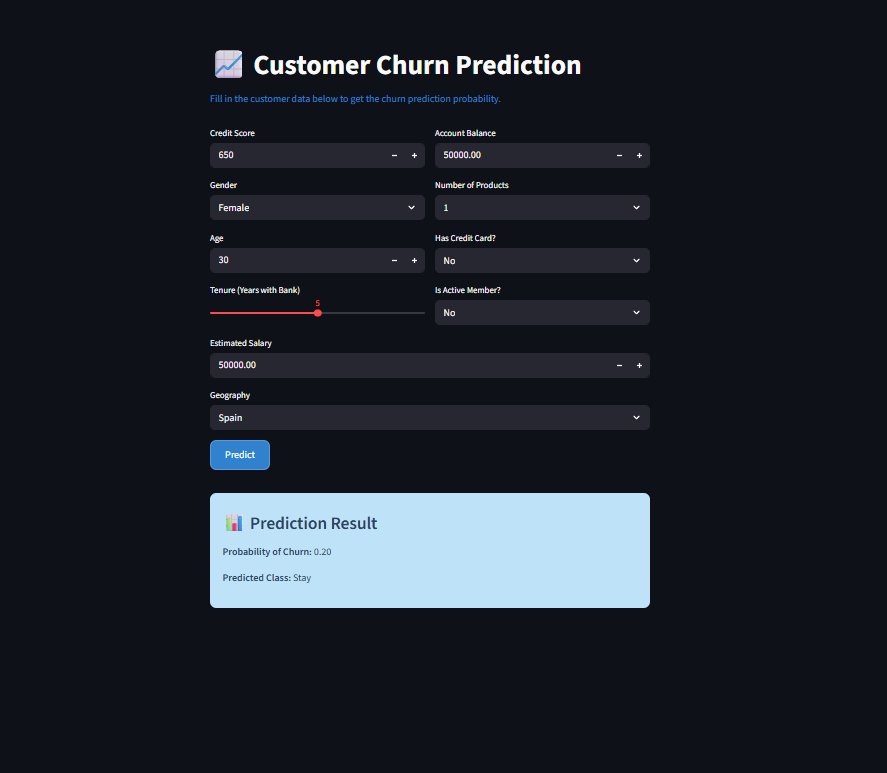 Customer Churn Prediction
Fill in the customer data below to get the churn prediction probability.
Credit Score
650
Account Balance
50000.00
Gender
Female
Number of Products
1
Age
30
Has Credit Card?
No
Tenure (Years with Bank)
5
Is Active Member?
No
Estimated Salary
50000.00
Geography
Spain
Predict
Prediction Result
Probability of Churn: 0.20
Predicted Class: Stay